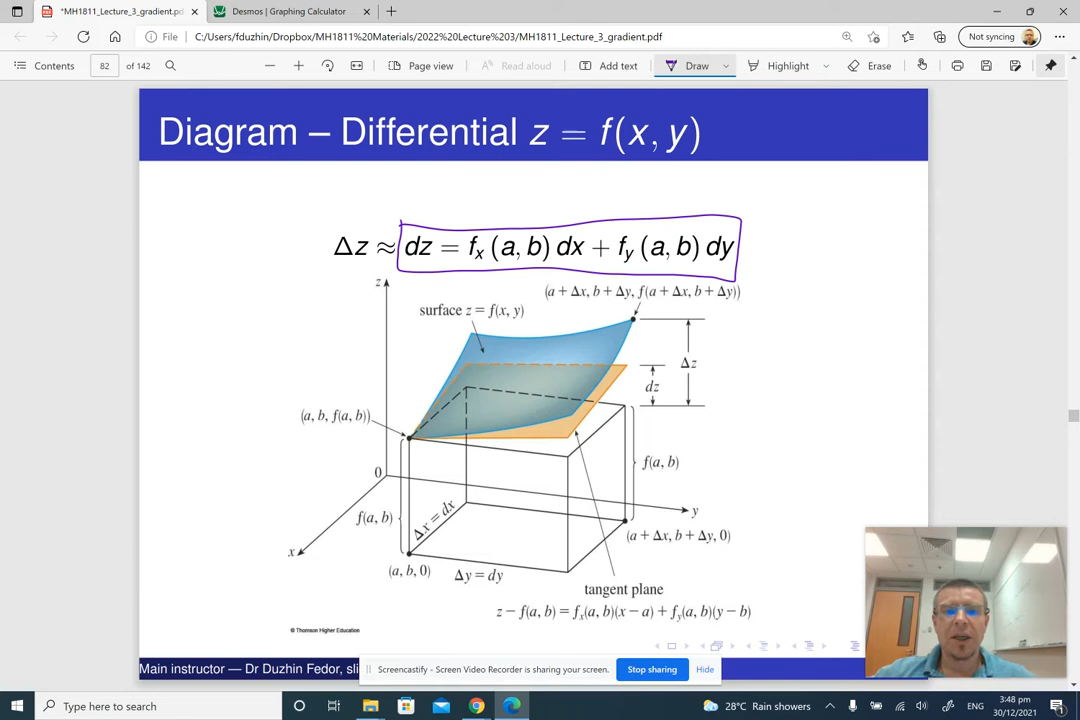 *MH1811_Lecture_3_gradient.pdf
Desmos | Graphing Calculator
File
C:/Users/fduzhin/Dropbox/MH1811%20Materials/2022%20Lecture%203/MH1811_Lecture_3_gradient.pdf
Not syncing
Contents
82
of 142
Page view
Read aloud
Add text
Draw
Highlight
Erase
Diagram – Differential z = f(x, y)
Δz ≈ dz = fₓ (a, b) dx + f_y (a, b) dy
z
(a + Δx, b + Δy, f(a + Δx, b + Δy))
surface z = f(x, y)
Δz
dz
(a, b, f(a, b))
f(a, b)
0
Δx = dx
f(a, b)
y
x
(a + Δx, b + Δy, 0)
(a, b, 0)
Δy = dy
tangent plane
z − f(a, b) = fₓ(a, b)(x − a) + f_y(a, b)(y − b)
© Thomson Higher Education
Main instructor — Dr Duzhin Fedor, sli
Screencastify - Screen Video Recorder is sharing your screen.
Stop sharing
Hide
Type here to search
28°C Rain showers
ENG
3:48 pm
30/12/2021
1